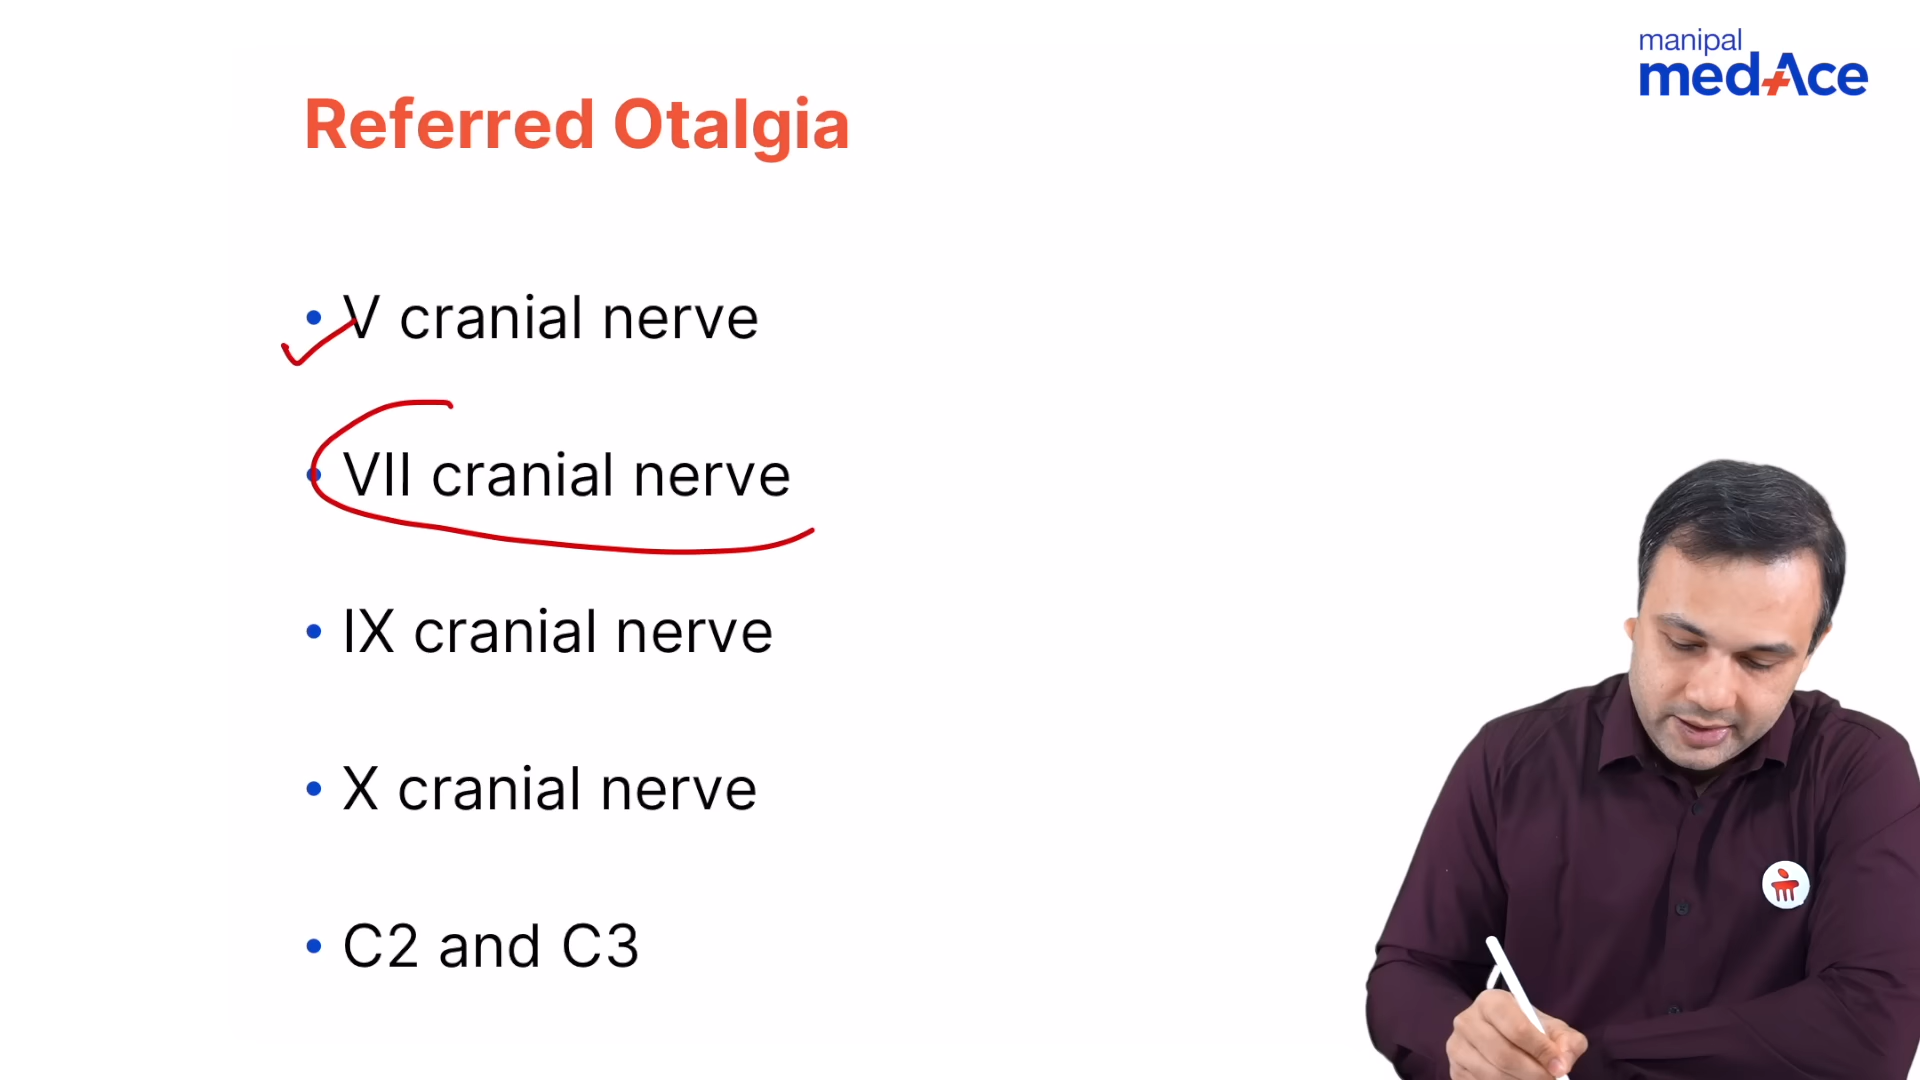 manipal
medAce
Referred Otalgia
• V cranial nerve
• VII cranial nerve
• IX cranial nerve
• X cranial nerve
• C2 and C3